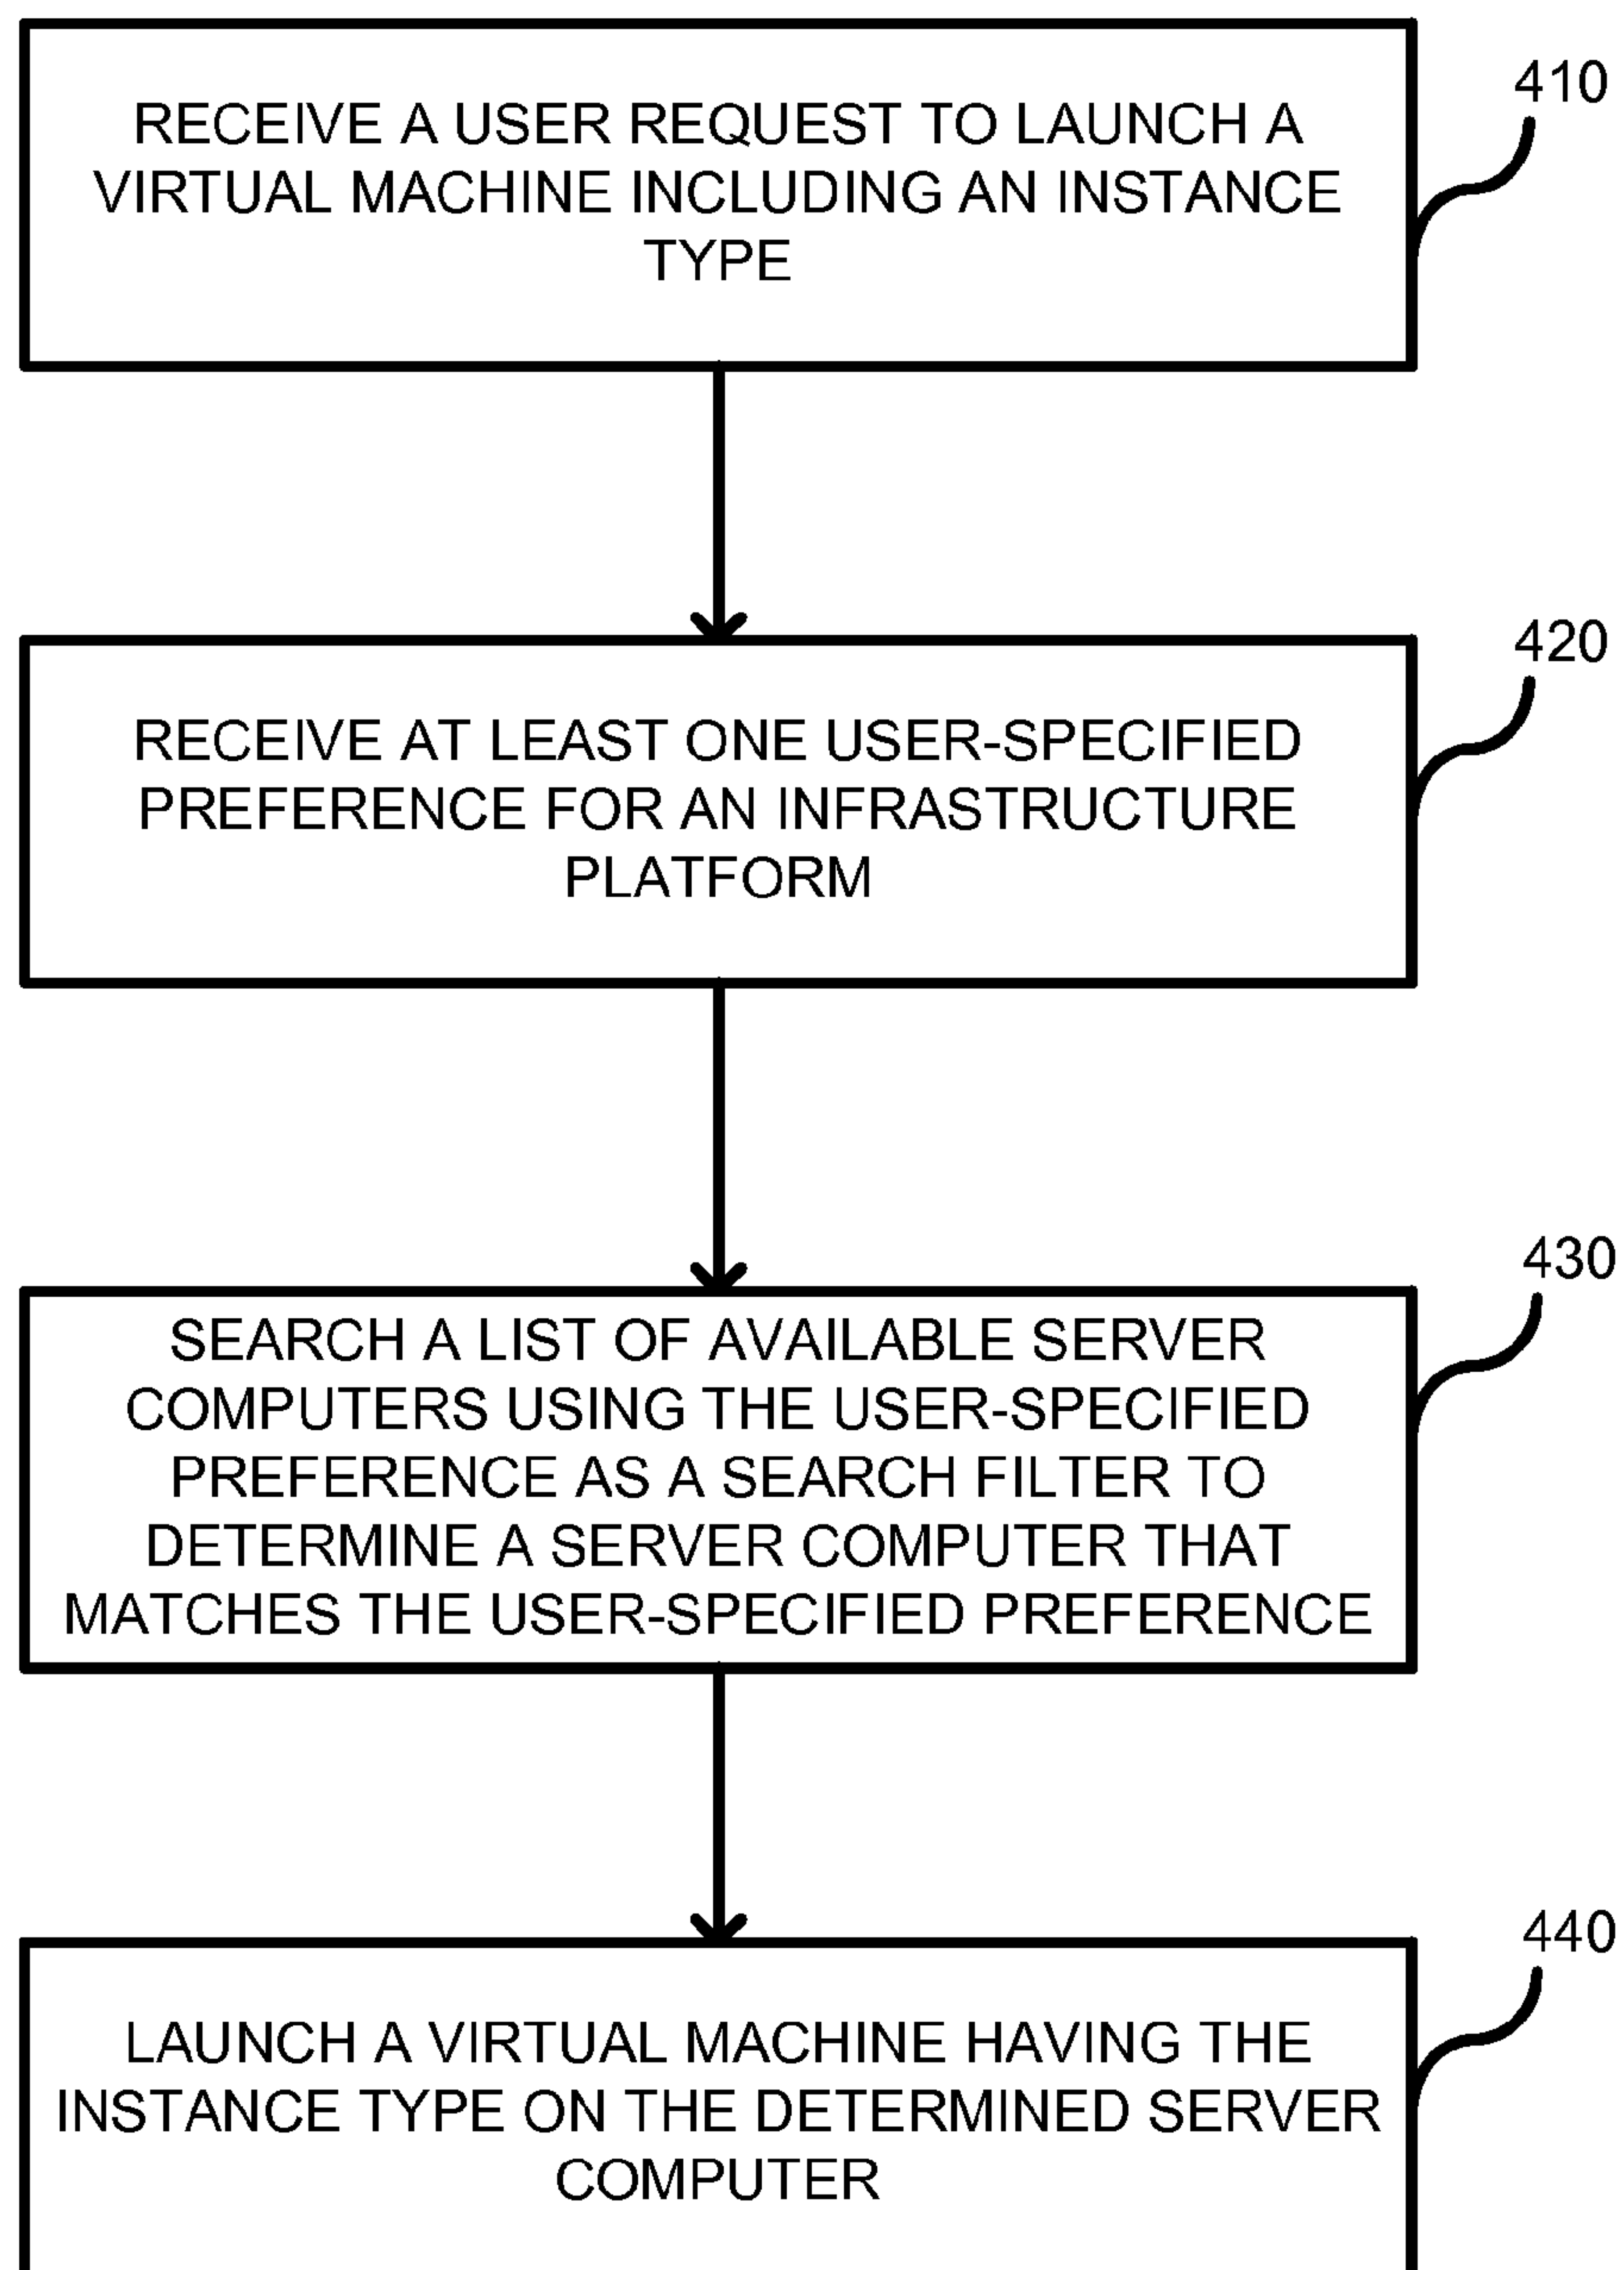 RECEIVE A USER REQUEST TO LAUNCH A
VIRTUAL MACHINE INCLUDING AN INSTANCE
TYPE
410
RECEIVE AT LEAST ONE USER-SPECIFIED
PREFERENCE FOR AN INFRASTRUCTURE
PLATFORM
420
SEARCH A LIST OF AVAILABLE SERVER
COMPUTERS USING THE USER-SPECIFIED
PREFERENCE AS A SEARCH FILTER TO
DETERMINE A SERVER COMPUTER THAT
MATCHES THE USER-SPECIFIED PREFERENCE
430
LAUNCH A VIRTUAL MACHINE HAVING THE
INSTANCE TYPE ON THE DETERMINED SERVER
COMPUTER
440